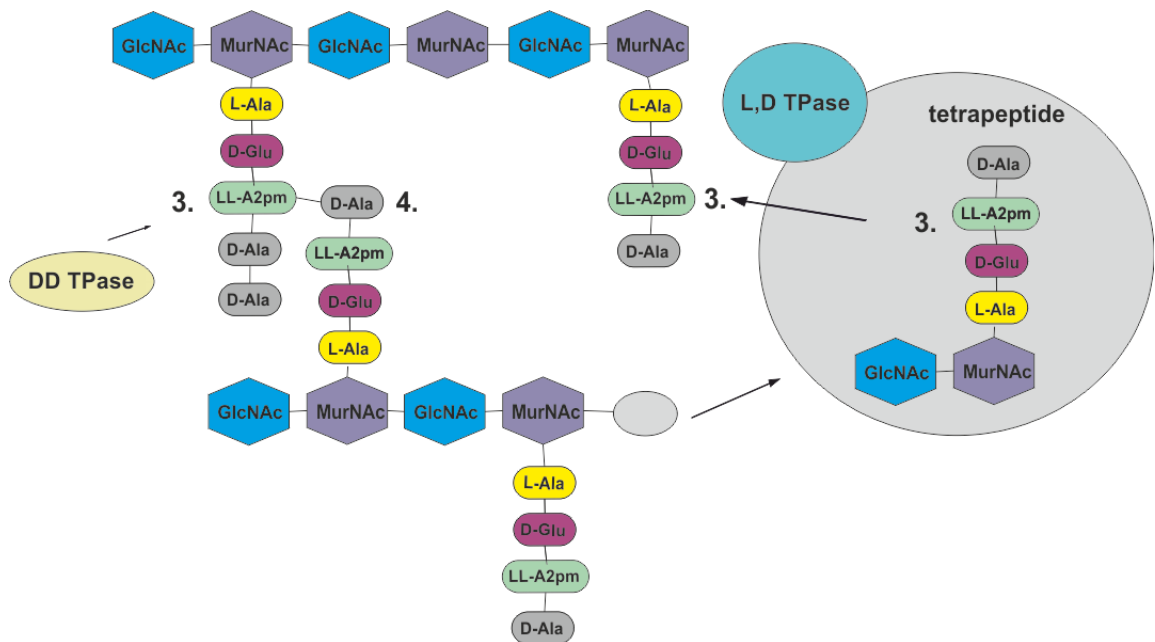 GlcNAc MurNAc GlcNAc MurNAc GlcNAc MurNAc
L-Ala
D-Glu
3. LL-A2pm D-Ala 4.
D-Ala
D-Ala
LL-A2pm
D-Glu
L-Ala
DD TPase
L-Ala
D-Glu
LL-A2pm 3.
D-Ala
L,D TPase
tetrapeptide
D-Ala
3. LL-A2pm
D-Glu
L-Ala
GlcNAc MurNAc
GlcNAc MurNAc GlcNAc MurNAc
L-Ala
D-Glu
LL-A2pm
D-Ala